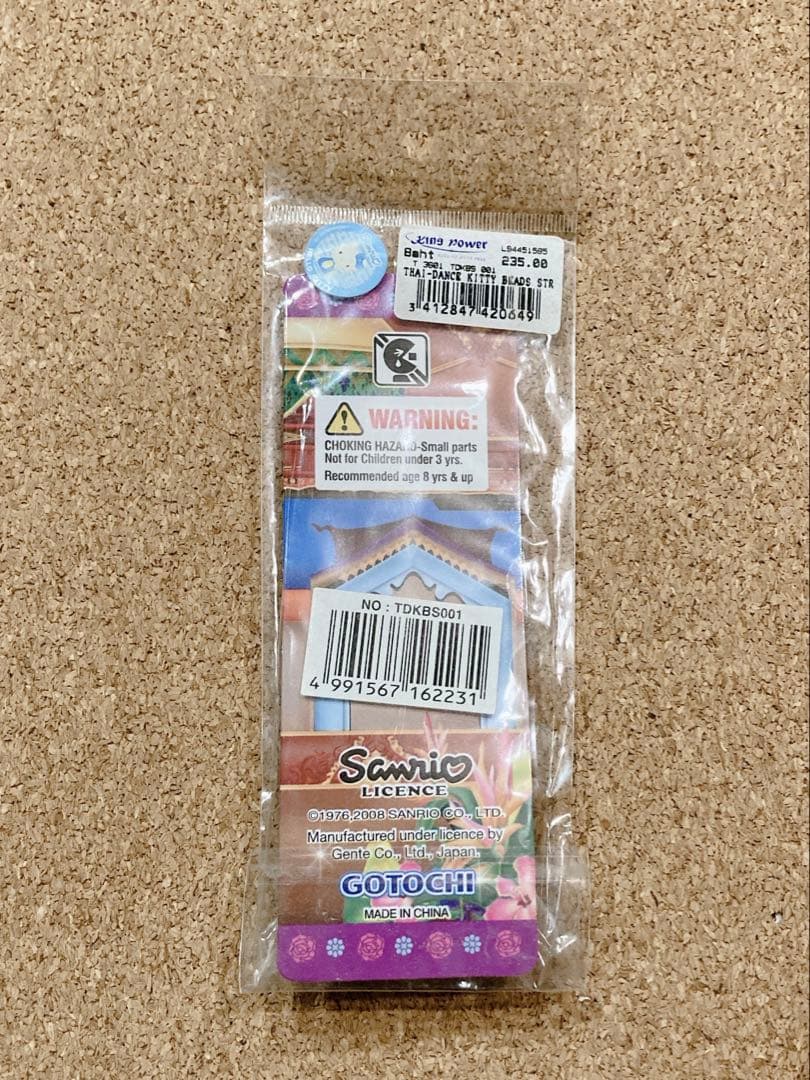 King power
LS4451585
Baht
235.00
T 3801 TDKBS 001
THAI-DANCE KITTY BEADS STR
3 412847 420649
WARNING:
CHOKING HAZARD-Small parts
Not for Children under 3 yrs.
Recommended age 8 yrs & up
NO : TDKBS001
4 991567 162231
Sanrio
LICENCE
©1976,2008 SANRIO CO., LTD.
Manufactured under licence by
Gente Co., Ltd., Japan.
GOTOCHI
MADE IN CHINA